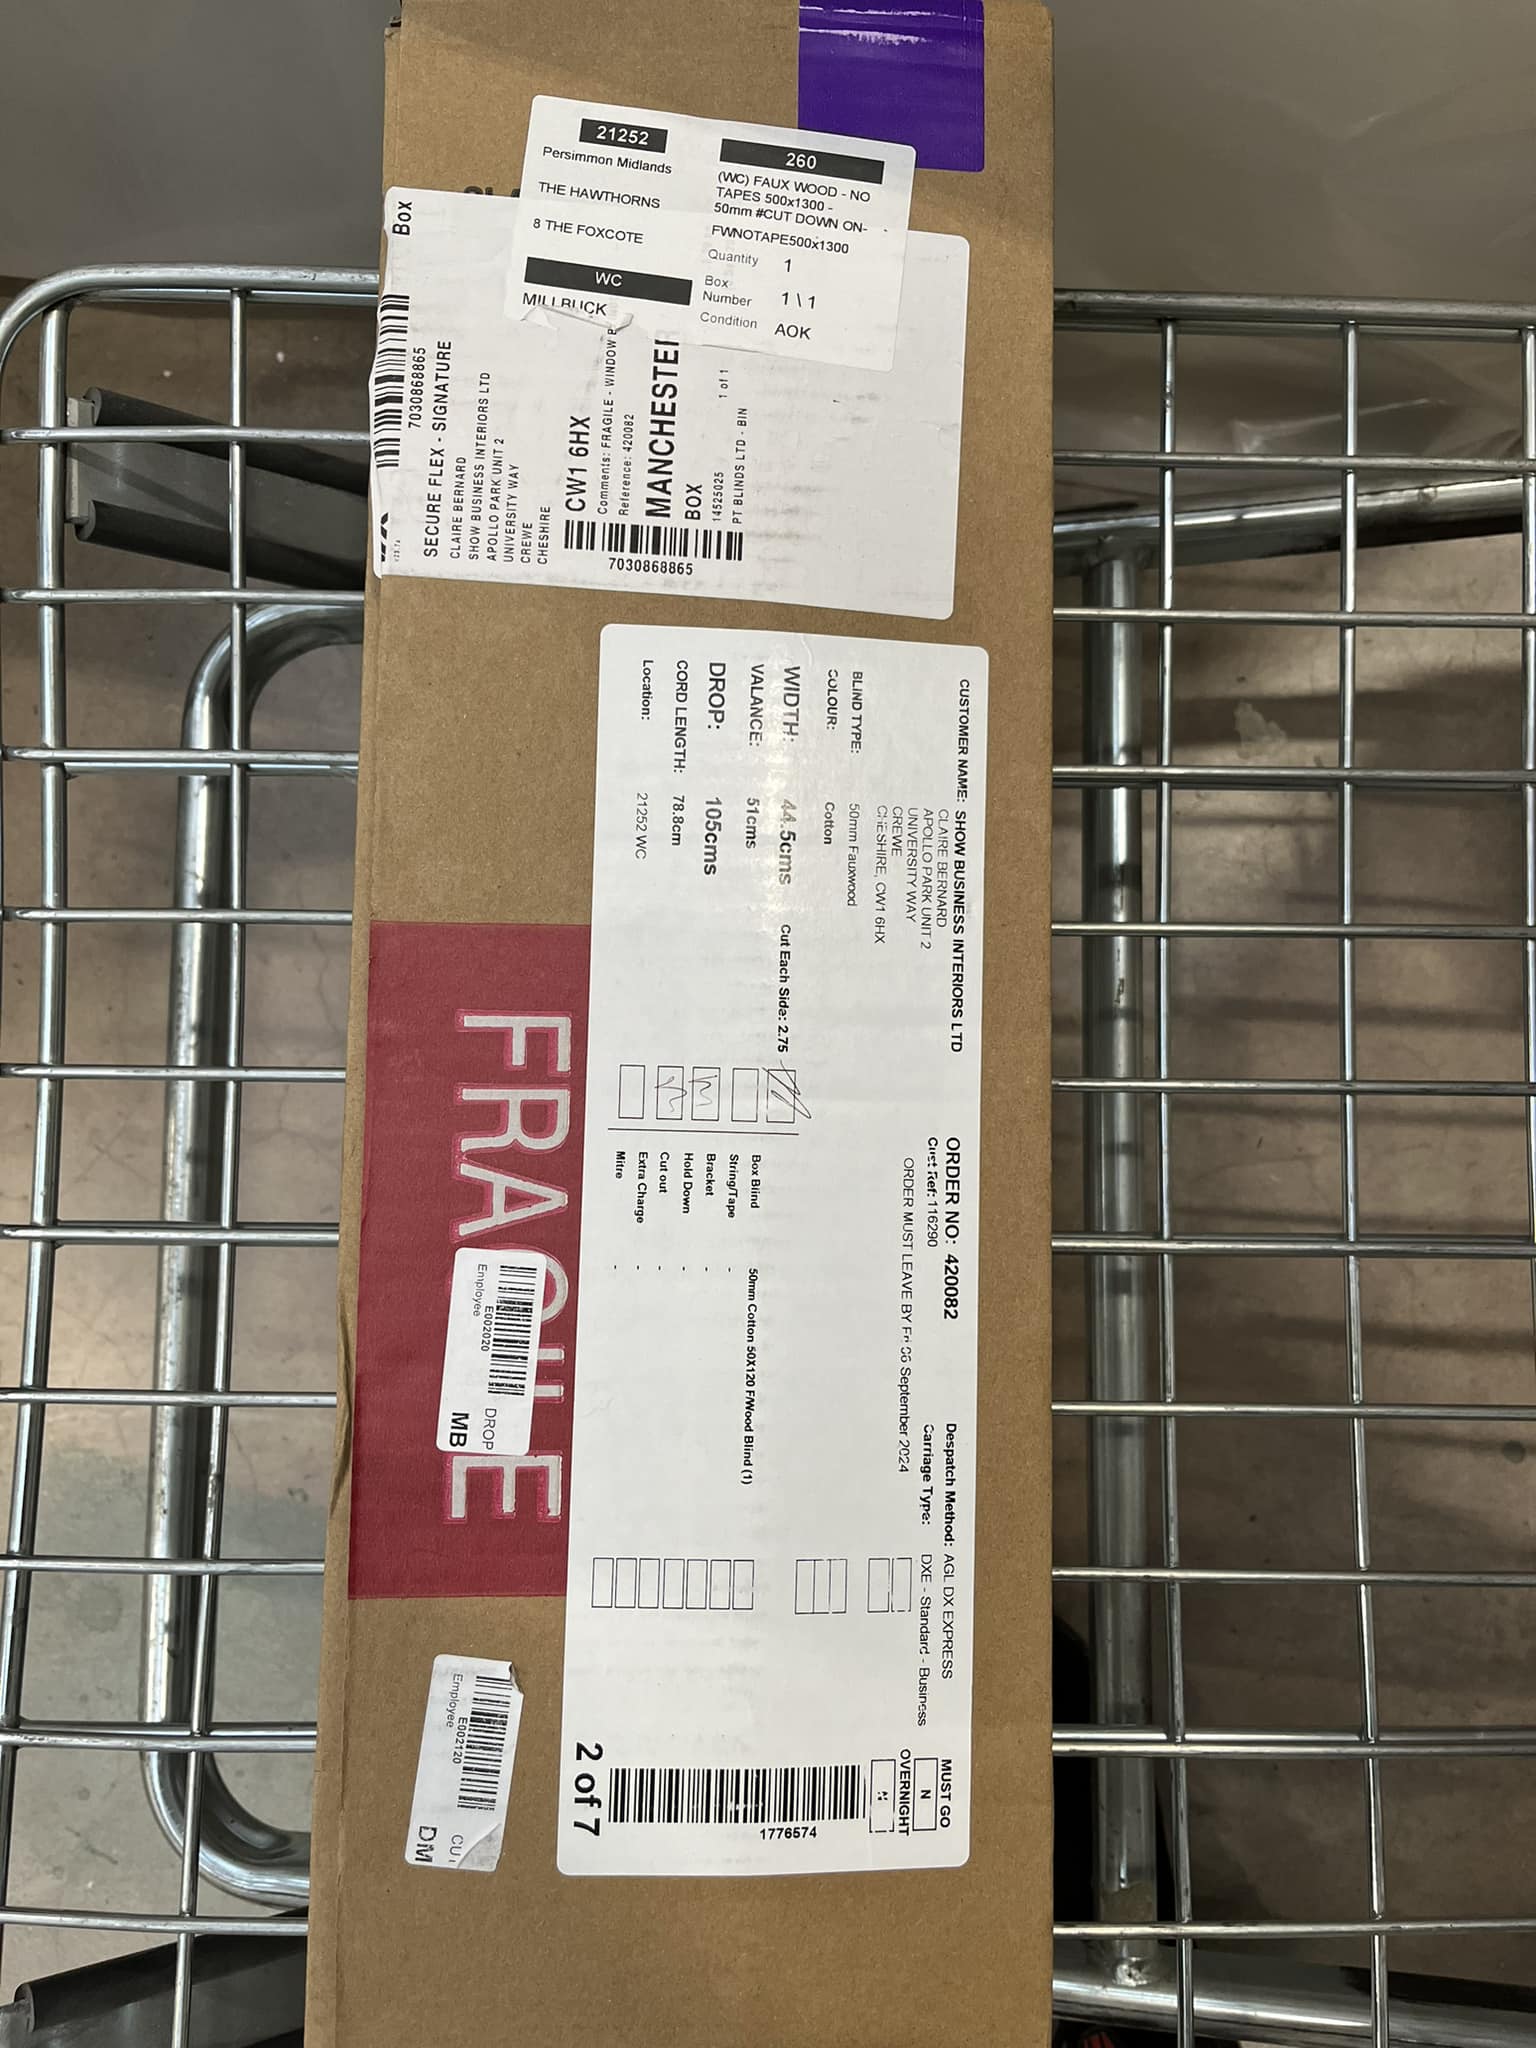 21252
Persimmon Midlands
THE HAWTHORNS
8 THE FOXCOTE
WC
MILLBUCK
260
(WC) FAUX WOOD - NO
TAPES 500x1300 -
50mm #CUT DOWN ON-
FWNOTAPE500x1300
Quantity 1
Box
Number 1 \ 1
Condition AOK
Box
7030868865
SECURE FLEX - SIGNATURE
CLAIRE BERNARD
SHOW BUSINESS INTERIORS LTD
APOLLO PARK UNIT 2
UNIVERSITY WAY
CREWE
CHESHIRE
CW1 6HX
Comments: FRAGILE - WINDOW B
Reference: 420082
MANCHESTER
BOX
14525025 1 of 1
PT BLINDS LTD - BIN
7030868865
CUSTOMER NAME: SHOW BUSINESS INTERIORS LTD
CLAIRE BERNARD
APOLLO PARK UNIT 2
UNIVERSITY WAY
CREWE
CHESHIRE, CW1 6HX
BLIND TYPE: 50mm Fauxwood
COLOUR: Cotton
WIDTH: 44.5cms Cut Each Side: 2.75
VALANCE: 51cms
DROP: 105cms
CORD LENGTH: 78.8cm
Location: 21252 WC
ORDER NO: 420082
Cust Ref: 116290
ORDER MUST LEAVE BY Fri 06 September 2024
Box Blind 50mm Cotton 50X120 F/Wood Blind (1)
String/Tape -
Bracket -
Hold Down -
Cut out -
Extra Charge -
Mitre -
Despatch Method: AGL DX EXPRESS
Carriage Type: DXE - Standard - Business
MUST GO
N
OVERNIGHT
N
1776574
2 of 7
FRAGILE
E002020
Employee
DROP
MB
E002120
Employee
DM